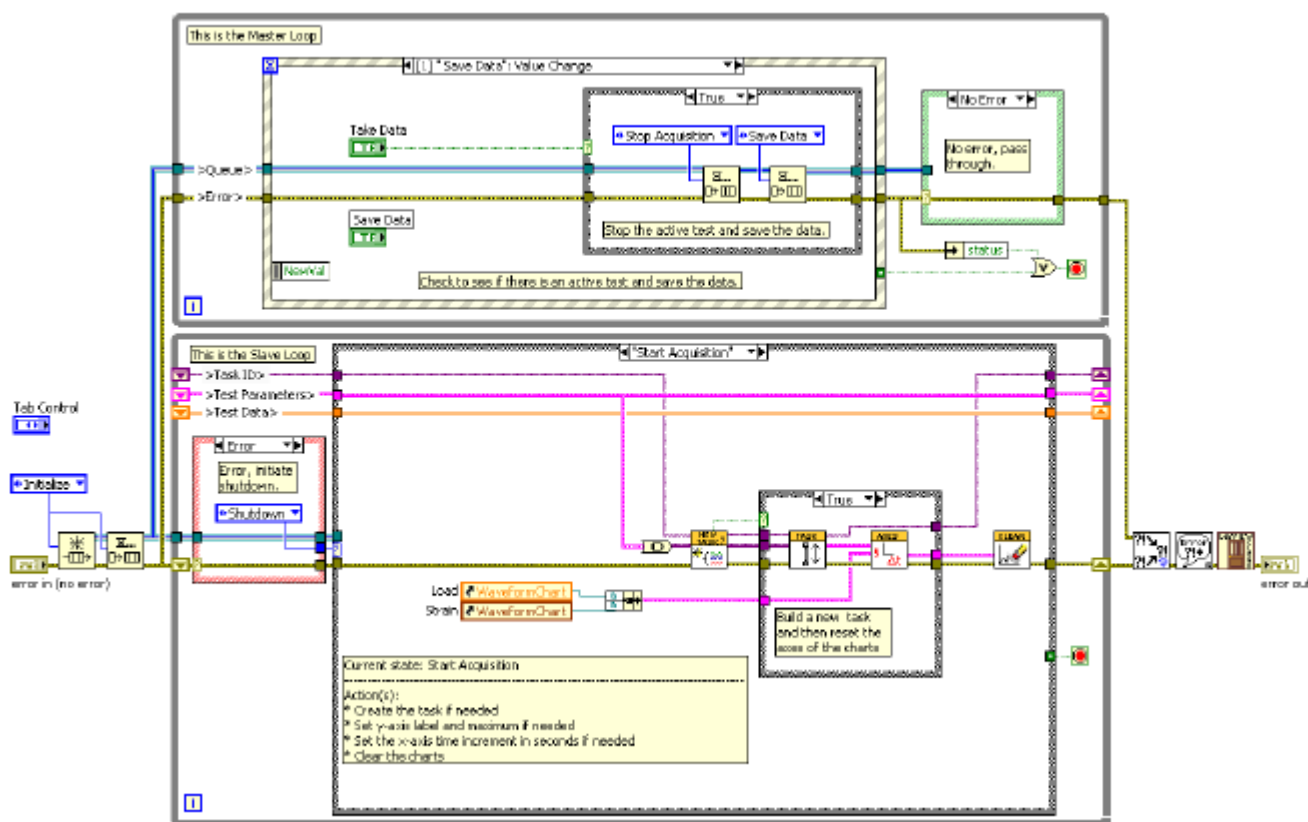 This is the Master Loop
[1] "Save Data": Value Change
True
No Error
Take Data
TF
Stop Acquisition
Save Data
No error, pass
through.
>Queue>
>Error>
Save Data
TF
Stop the active test and save the data.
status
NewVal
Check to see if there is an active test and save the data.
i
This is the Slave Loop
"Start Acquisition"
>Task ID>
>Test Parameters>
>Test Data>
Tab Control
Error
Error, initiate
shutdown.
Initialize
Shutdown
True
TASK
error in (no error)
error out
Load
WaveformChart
Strain
WaveformChart
Build a new task
and then reset the
axes of the charts
Current state: Start Acquisition
Action(s):
* Create the task if needed
* Set y-axis label and maximum if needed
* Set the x-axis time increment in seconds if needed
* Clear the charts
i